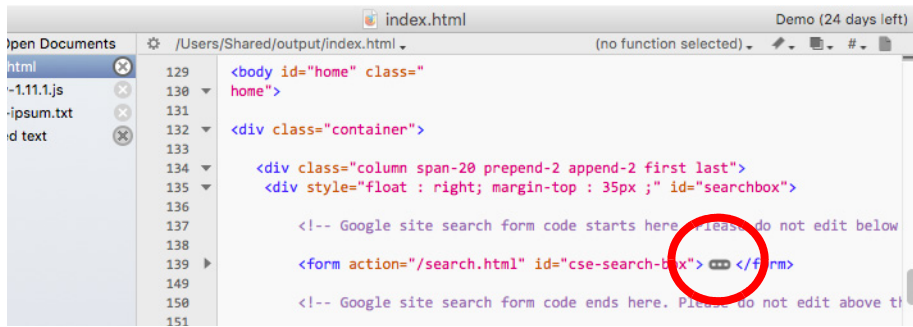 index.html
Demo (24 days left)
Open Documents
/Users/Shared/output/index.html
(no function selected)
#
html
-1.11.1.js
-ipsum.txt
ed text
129 <body id="home" class="
130 home">
131
132 <div class="container">
133
134 <div class="column span-20 prepend-2 append-2 first last">
135 <div style="float : right; margin-top : 35px ;" id="searchbox">
136
137 <!-- Google site search form code starts here. Please do not edit below
138
139 <form action="/search.html" id="cse-search-box"> ••• </form>
149
150 <!-- Google site search form code ends here. Please do not edit above th
151